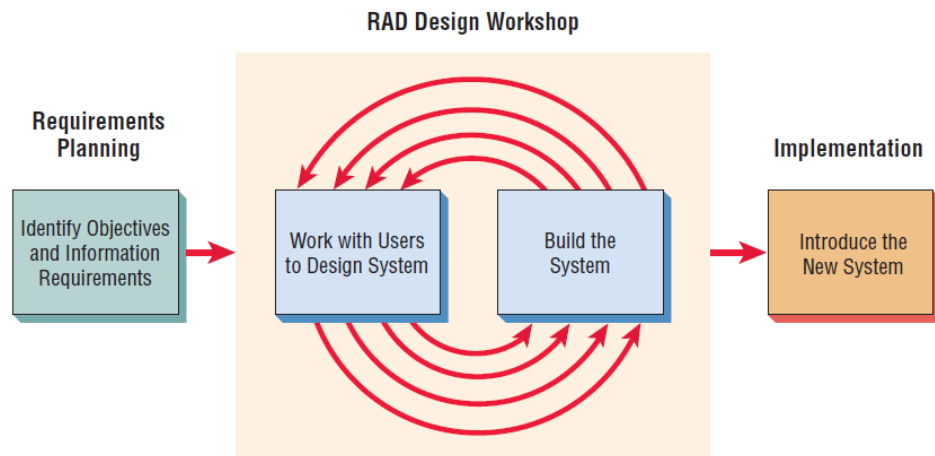 RAD Design Workshop
Requirements
Planning
Identify Objectives
and Information
Requirements
Work with Users
to Design System
Build the
System
Implementation
Introduce the
New System